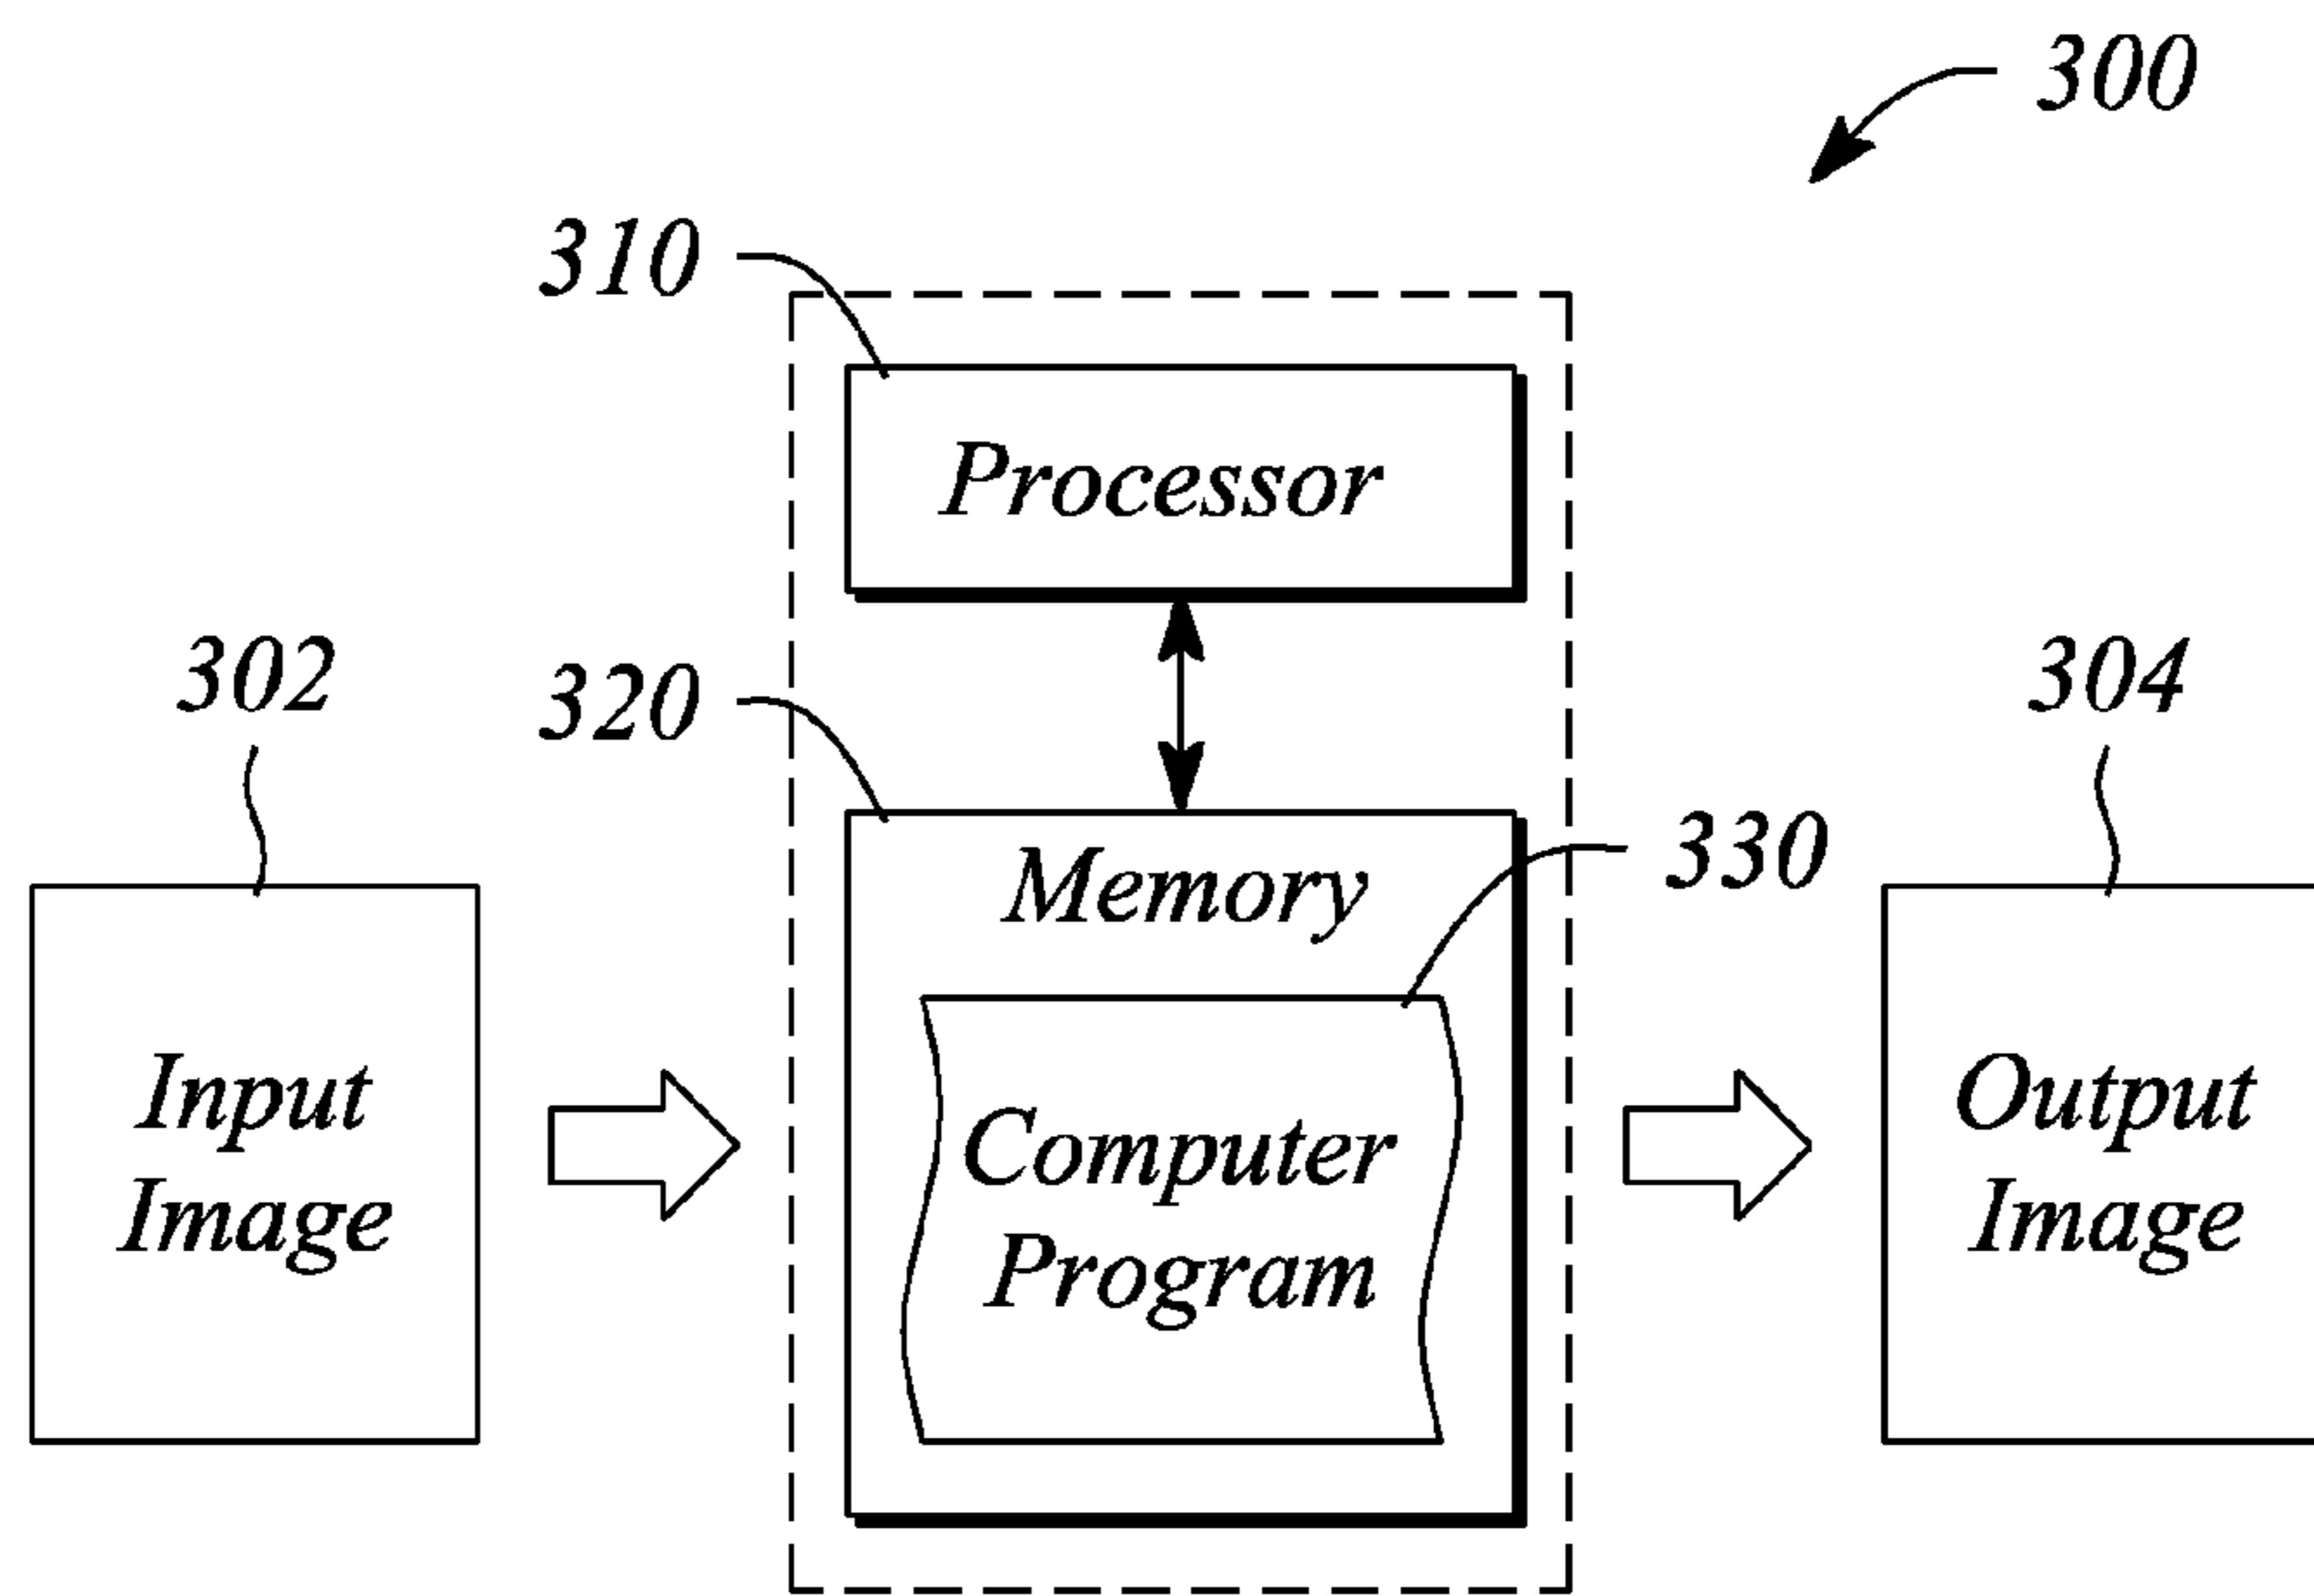 300
310
Processor
302
320
304
Memory
330
Input
Image
Computer
Program
Output
Image